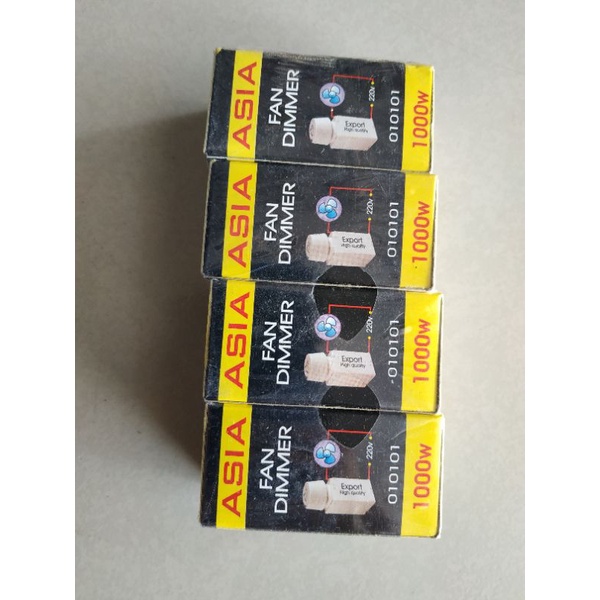 ASIA
FAN
DIMMER
Export
High quality
220v
010101
1000w
ASIA
FAN
DIMMER
Export
High quality
220v
010101
1000w
ASIA
FAN
DIMMER
Export
High quality
220v
-010101
1000w
ASIA
FAN
DIMMER
Export
High quality
220v
010101
1000w